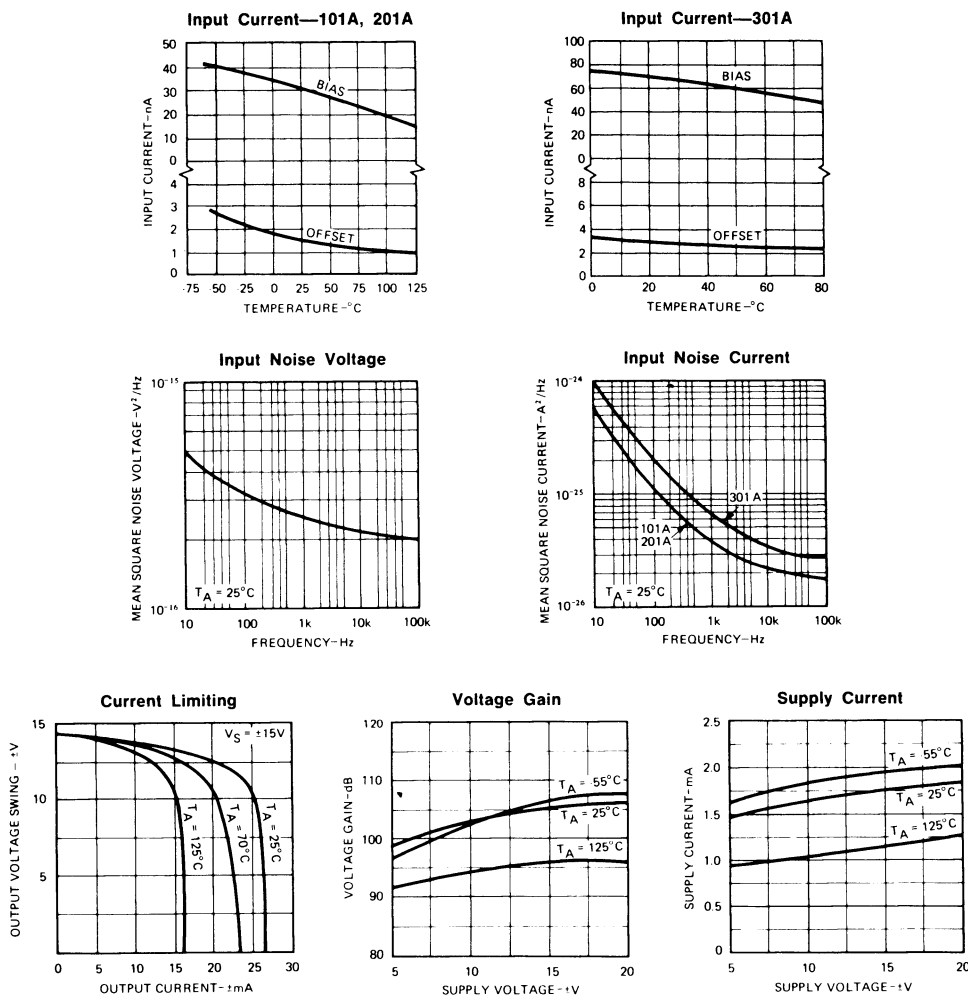 Input Current—101A, 201A
INPUT CURRENT–nA
50
40
30
20
10
0
4
3
2
1
0
BIAS
OFFSET
-75 -50 -25 0 25 50 75 100 125
TEMPERATURE–°C
Input Current—301A
INPUT CURRENT–nA
100
80
60
40
20
0
8
6
4
2
0
BIAS
OFFSET
0 20 40 60 80
TEMPERATURE–°C
Input Noise Voltage
MEAN SQUARE NOISE VOLTAGE–V²/Hz
10⁻¹⁵
10⁻¹⁶
T_A = 25°C
10 100 1k 10k 100k
FREQUENCY–Hz
Input Noise Current
MEAN SQUARE NOISE CURRENT–A²/Hz
10⁻²⁴
10⁻²⁵
10⁻²⁶
301A
101A
201A
T_A = 25°C
10 100 1k 10k 100k
FREQUENCY–Hz
Current Limiting
OUTPUT VOLTAGE SWING – ±V
15
10
5
V_S = ±15V
T_A = 125°C
T_A = 70°C
T_A = 25°C
0 5 10 15 20 25 30
OUTPUT CURRENT–±mA
Voltage Gain
VOLTAGE GAIN–dB
120
110
100
90
80
T_A = -55°C
T_A = 25°C
T_A = 125°C
5 10 15 20
SUPPLY VOLTAGE–±V
Supply Current
SUPPLY CURRENT–mA
2.5
2.0
1.5
1.0
0.5
0
T_A = -55°C
T_A = 25°C
T_A = 125°C
5 10 15 20
SUPPLY VOLTAGE–±V